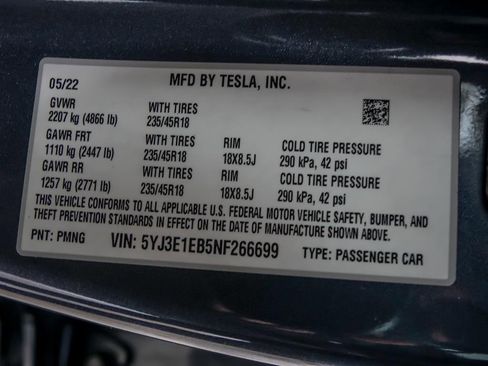 05/22 MFD BY TESLA, INC.
GVWR WITH TIRES
2207 kg (4866 lb) 235/45R18
GAWR FRT WITH TIRES RIM COLD TIRE PRESSURE
1110 kg (2447 lb) 235/45R18 18X8.5J 290 kPa, 42 psi
GAWR RR WITH TIRES RIM COLD TIRE PRESSURE
1257 kg (2771 lb) 235/45R18 18X8.5J 290 kPa, 42 psi
THIS VEHICLE CONFORMS TO ALL APPLICABLE U.S. FEDERAL MOTOR VEHICLE SAFETY, BUMPER, AND
THEFT PREVENTION STANDARDS IN EFFECT ON THE DATE OF MANUFACTURE SHOWN ABOVE.
PNT: PMNG VIN: 5YJ3E1EB5NF266699 TYPE: PASSENGER CAR